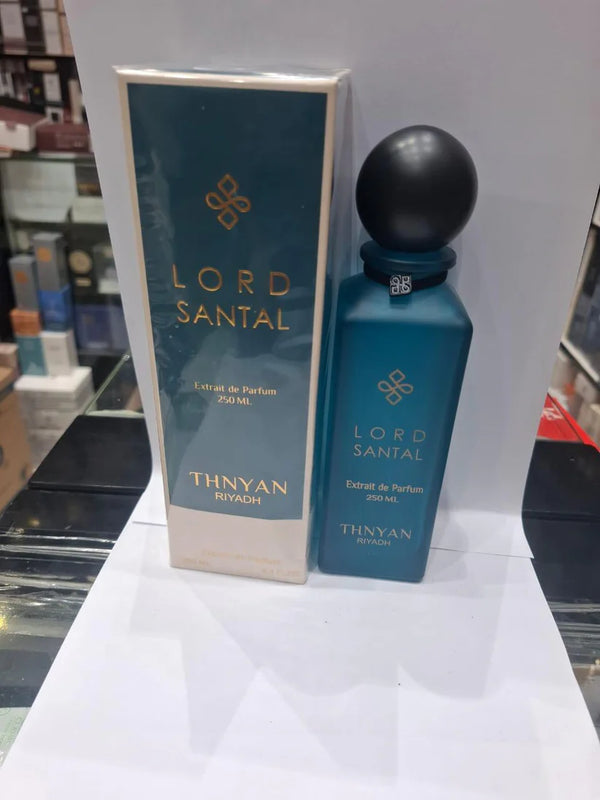 LORD
SANTAL
Extrait de Parfum
250 ML
THNYAN
RIYADH
LORD
SANTAL
Extrait de Parfum
250 ML
THNYAN
RIYADH